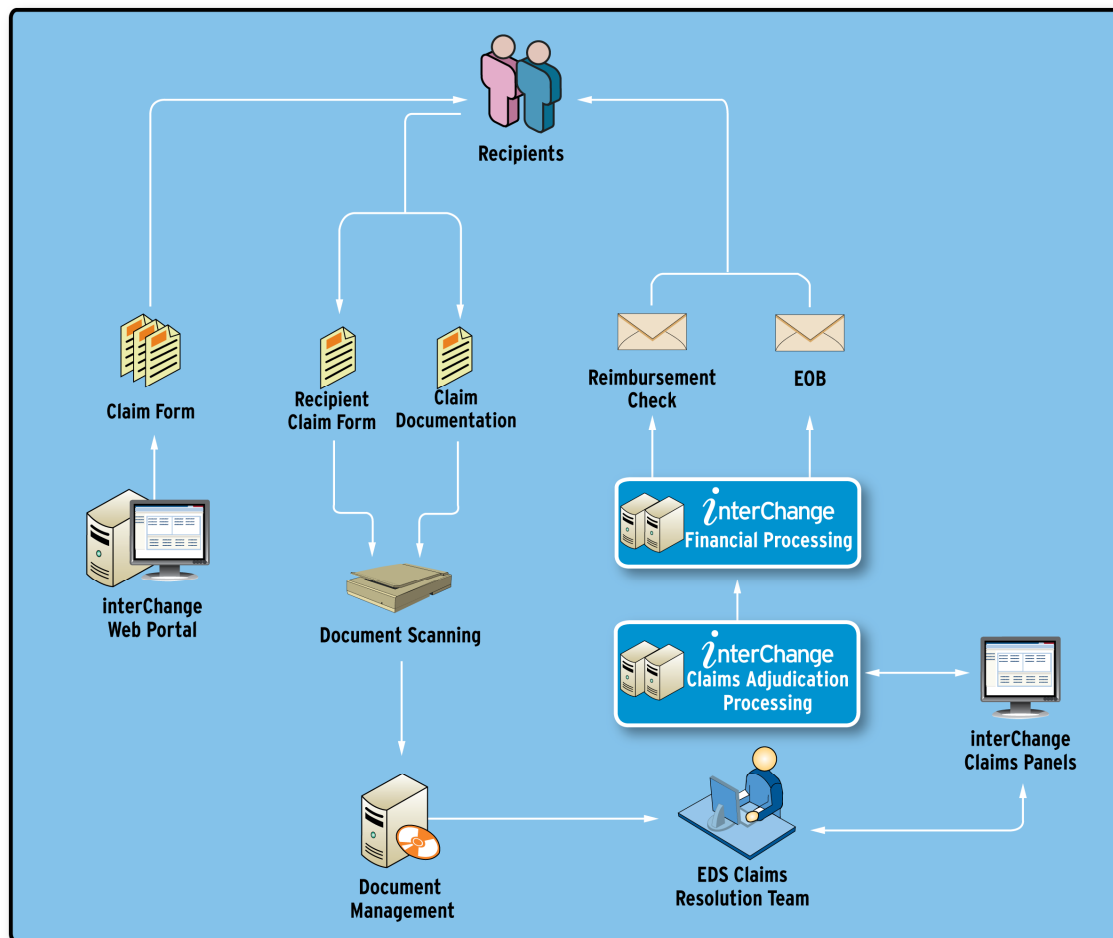 Recipients
Claim Form
Recipient
Claim Form
Claim
Documentation
Reimbursement
Check
EOB
interChange
Financial Processing
interChange
Web Portal
Document Scanning
interChange
Claims Adjudication
Processing
interChange
Claims Panels
Document
Management
EDS Claims
Resolution Team